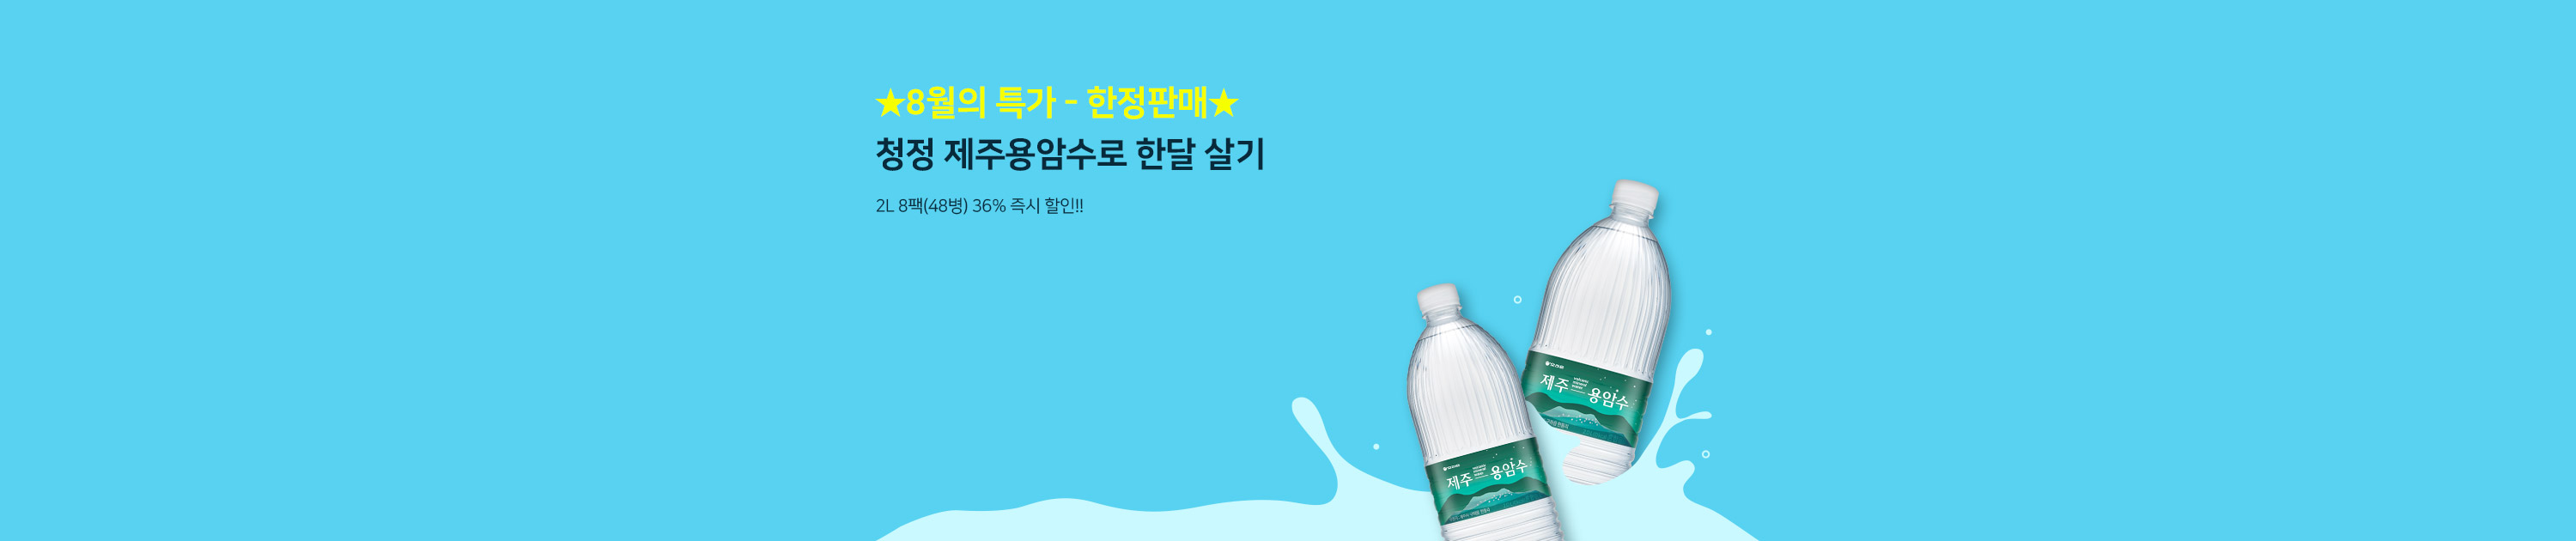 ★8월의 특가 - 한정판매★
청정 제주용암수로 한달 살기
2L 8팩(48병) 36% 즉시 할인!!
제주 용암수
제주 용암수